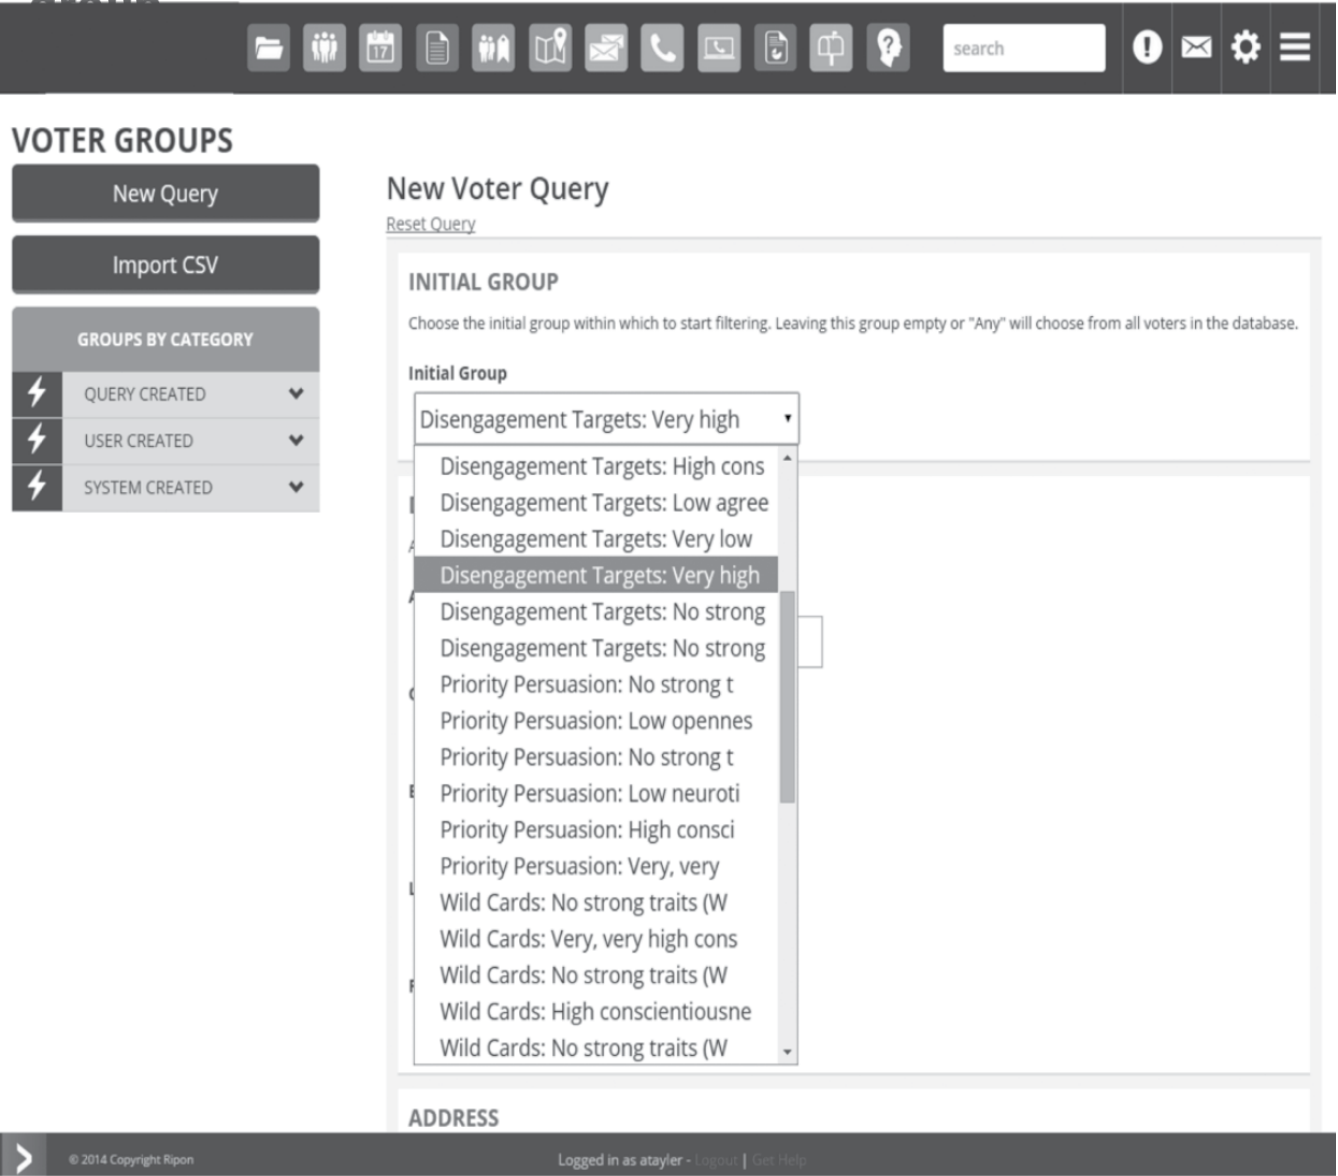 17
search
VOTER GROUPS
New Query
Import CSV
GROUPS BY CATEGORY
QUERY CREATED
USER CREATED
SYSTEM CREATED
New Voter Query
Reset Query
INITIAL GROUP
Choose the initial group within which to start filtering. Leaving this group empty or "Any" will choose from all voters in the database.
Initial Group
Disengagement Targets: Very high
Disengagement Targets: High cons
Disengagement Targets: Low agree
Disengagement Targets: Very low
Disengagement Targets: Very high
Disengagement Targets: No strong
Disengagement Targets: No strong
Priority Persuasion: No strong t
Priority Persuasion: Low opennes
Priority Persuasion: No strong t
Priority Persuasion: Low neuroti
Priority Persuasion: High consci
Priority Persuasion: Very, very
Wild Cards: No strong traits (W
Wild Cards: Very, very high cons
Wild Cards: No strong traits (W
Wild Cards: High conscientiousne
Wild Cards: No strong traits (W
ADDRESS
© 2014 Copyright Ripon
Logged in as atayler - Logout | Get Help